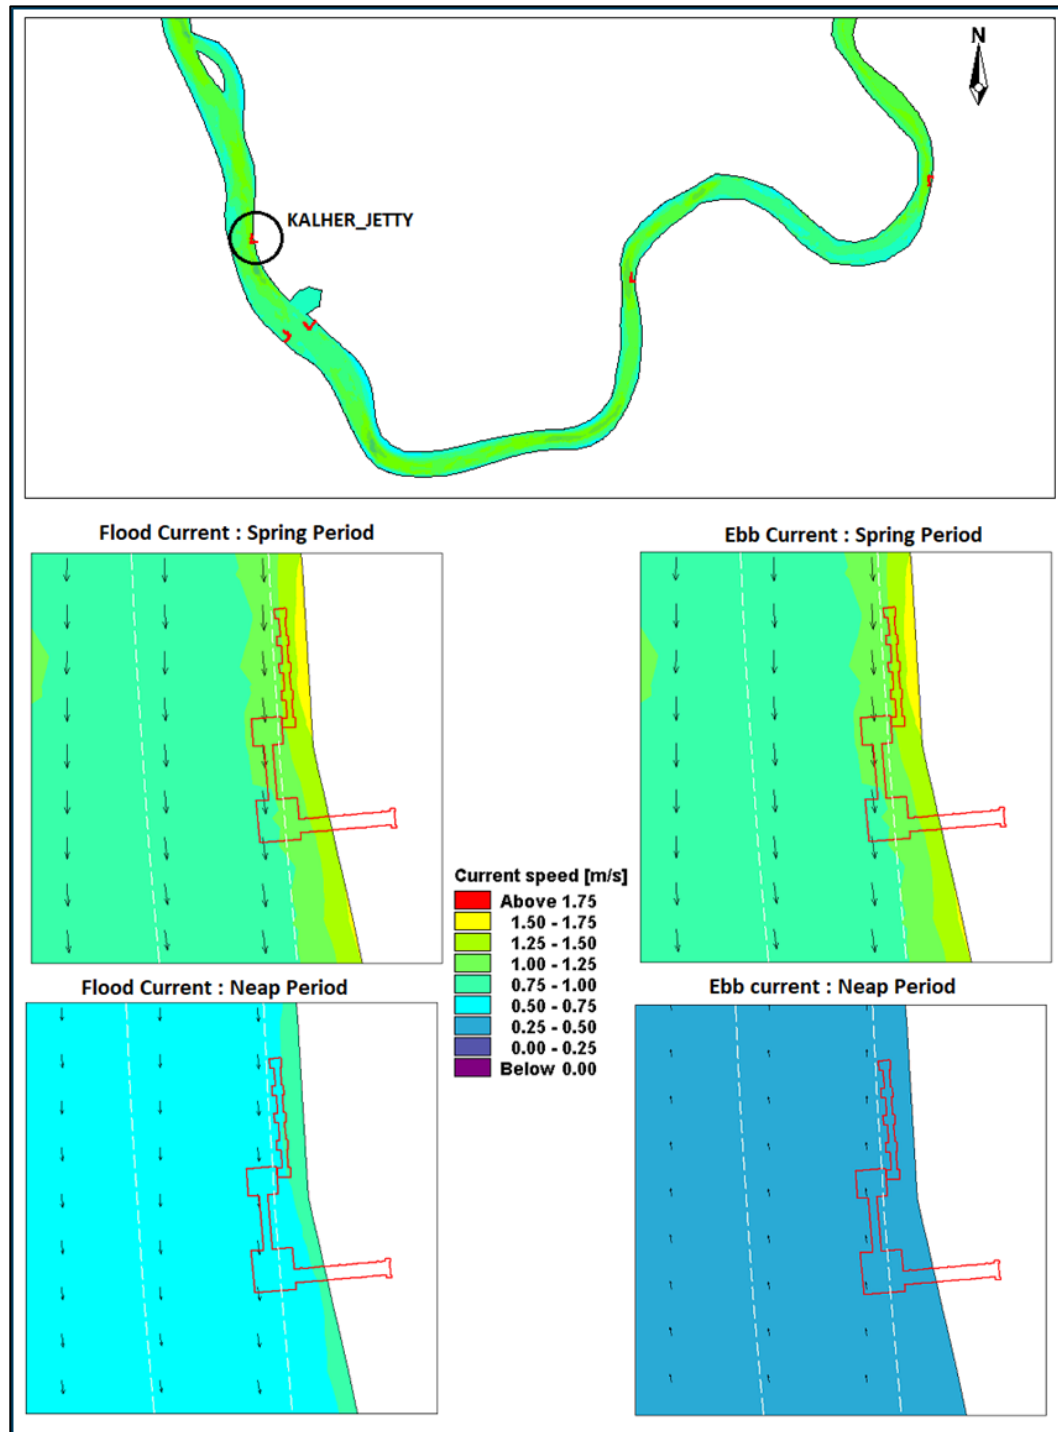 N
KALHER_JETTY
Flood Current : Spring Period
Ebb Current : Spring Period
Current speed [m/s]
Above 1.75
1.50 - 1.75
1.25 - 1.50
1.00 - 1.25
0.75 - 1.00
0.50 - 0.75
0.25 - 0.50
0.00 - 0.25
Below 0.00
Flood Current : Neap Period
Ebb current : Neap Period